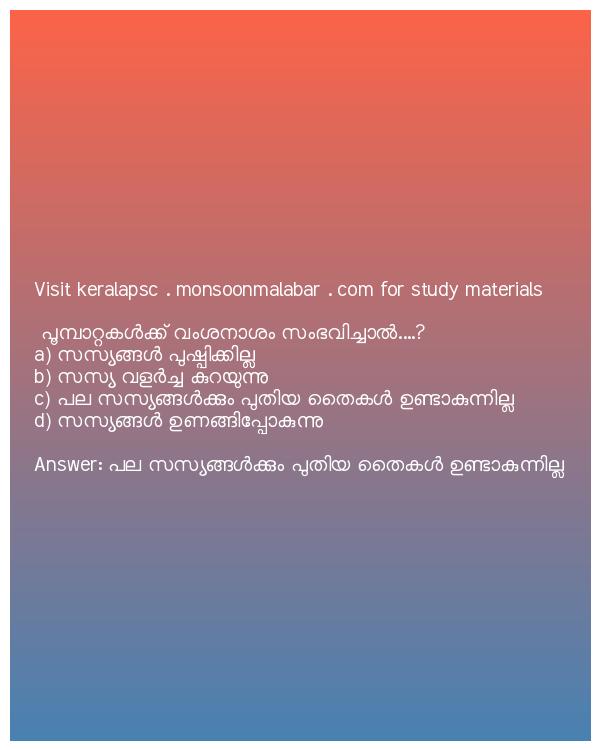 Visit keralapsc . monsoonmalabar . com for study materials
പൂമ്പാറ്റകൾക്ക് വംശനാശം സംഭവിച്ചാൽ....?
a) സസ്യങ്ങൾ പുഷ്പിക്കില്ല
b) സസ്യ വളർച്ച കുറയുന്നു
c) പല സസ്യങ്ങൾക്കും പുതിയ തൈകൾ ഉണ്ടാകുന്നില്ല
d) സസ്യങ്ങൾ ഉണങ്ങിപ്പോകുന്നു
Answer: പല സസ്യങ്ങൾക്കും പുതിയ തൈകൾ ഉണ്ടാകുന്നില്ല